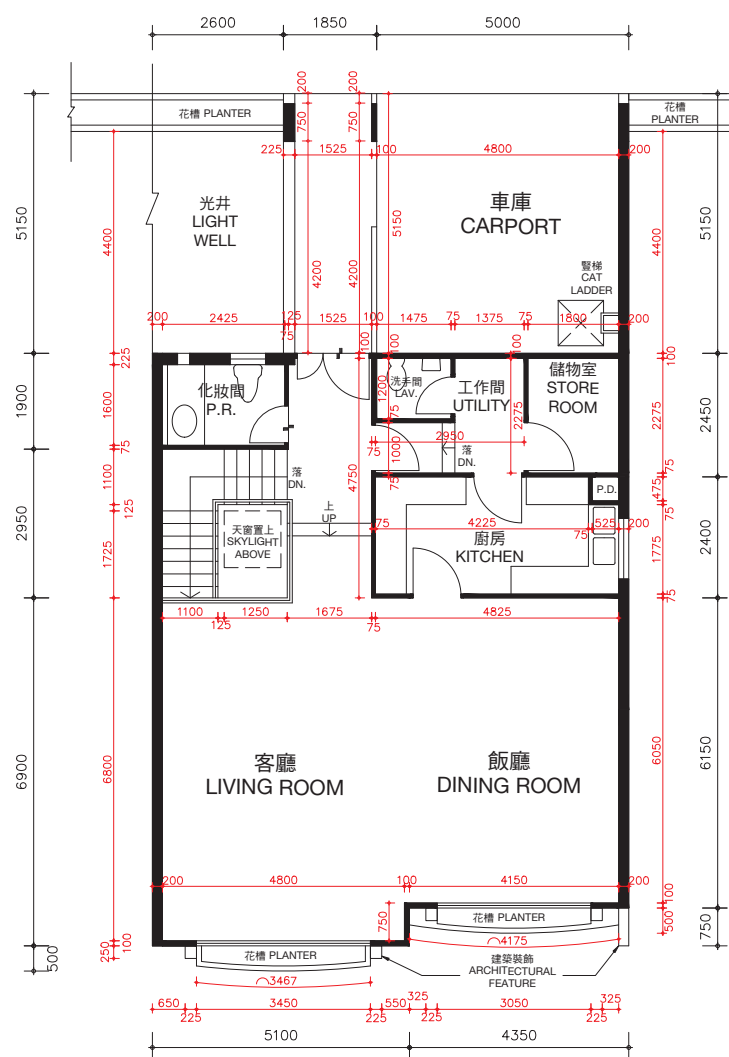 2600 1850 5000
200 200
花槽 PLANTER
花槽
PLANTER
750 750
225 1525 100 4800 200
5150
4400
光井
LIGHT
WELL
車庫
CARPORT
5150
4400
5150
4200 4200
豎梯
CAT
LADDER
200 2425 125 1525 100 1475 75 1375 75 1800 200
75
225
100 100 100 100
1900
1600
化妝間
P.R.
1200
洗手間
LAV.
工作間
UTILITY
儲物室
STORE
ROOM
2275
2275
2450
75
75
2950
1100
落
DN.
1000
2950
落
DN.
75
75
475
P.D.
125
4750
上
UP
75 4225 525 200
75
75
天窗置上
SKYLIGHT
ABOVE
廚房
KITCHEN
1725
1775
2400
1100 1250 1675 4825
125 75
75
6900
6800
客廳
LIVING ROOM
飯廳
DINING ROOM
6050
6150
200 4800 100 4150 200
100
750
花槽 PLANTER
500
750
4175
500
250
100
花槽 PLANTER
建築裝飾
ARCHITECTURAL
FEATURE
3467
650 3450 550 325 3050 325
225 225 225 225
5100 4350